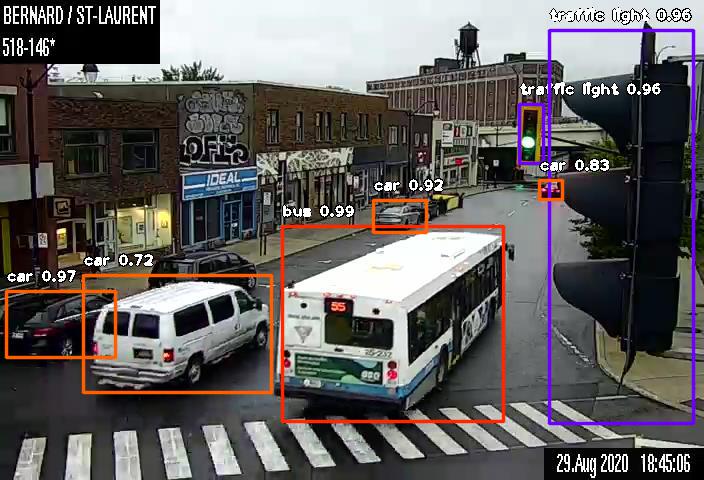 BERNARD / ST-LAURENT
518-146*
traffic light 0.96
traffic light 0.96
car 0.83
car 0.92
bus 0.99
car 0.72
car 0.97
IDEAL
55
29.Aug 2020 18:45:06